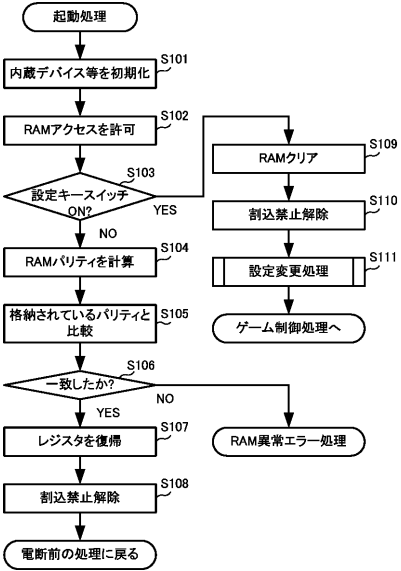 起動処理
S101
内蔵デバイス等を初期化
S102
RAMアクセスを許可
S103
設定キースイッチ
ON?
YES
NO
S104
RAMパリティを計算
S105
格納されているパリティと
比較
S106
一致したか?
NO
YES
S107
レジスタを復帰
S108
割込禁止解除
電断前の処理に戻る
S109
RAMクリア
S110
割込禁止解除
S111
設定変更処理
ゲーム制御処理へ
RAM異常エラー処理